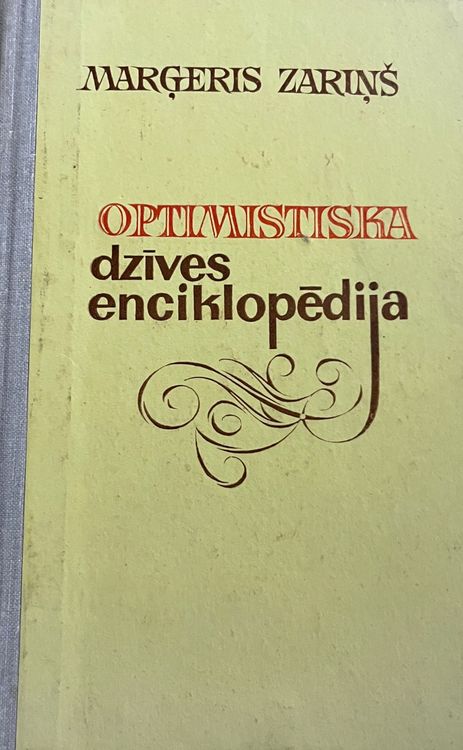 MARĢERIS ZARIŅŠ
OPTIMISTISKA
dzīves
enciklopēdija